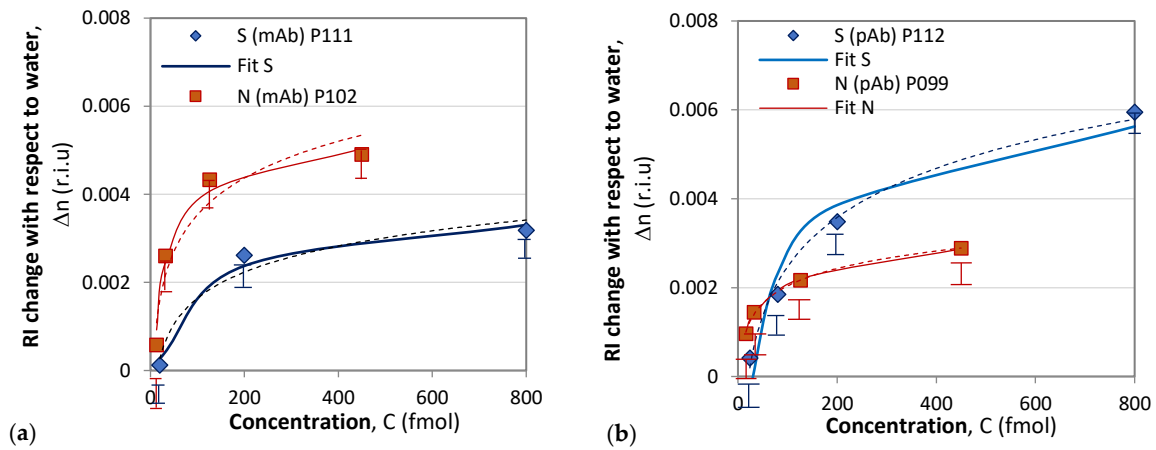 RI change with respect to water,
Δn (r.i.u)
0.008
0.006
0.004
0.002
0
S (mAb) P111
Fit S
N (mAb) P102
0
200
400
600
800
Concentration, C (fmol)
(a)
RI change with respect to water,
Δn (r.i.u)
0.008
0.006
0.004
0.002
0
S (pAb) P112
Fit S
N (pAb) P099
Fit N
0
200
400
600
800
Concentration, C (fmol)
(b)